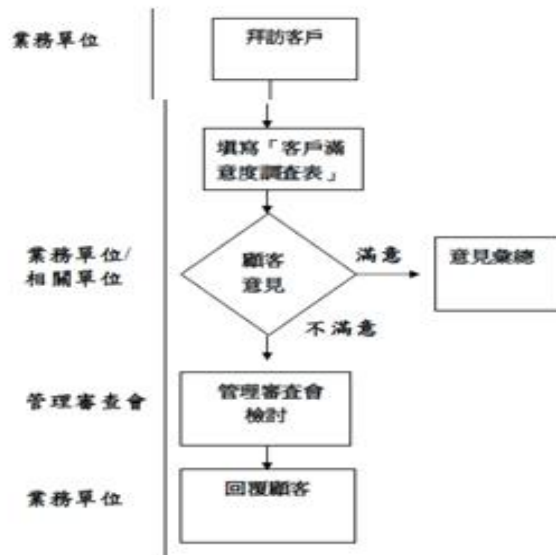 業務單位
拜訪客戶
填寫「客戶滿
意度調查表」
業務單位/
相關單位
顧客
意見
滿意
意見彙總
不滿意
管理審查會
管理審查會
檢討
業務單位
回覆顧客